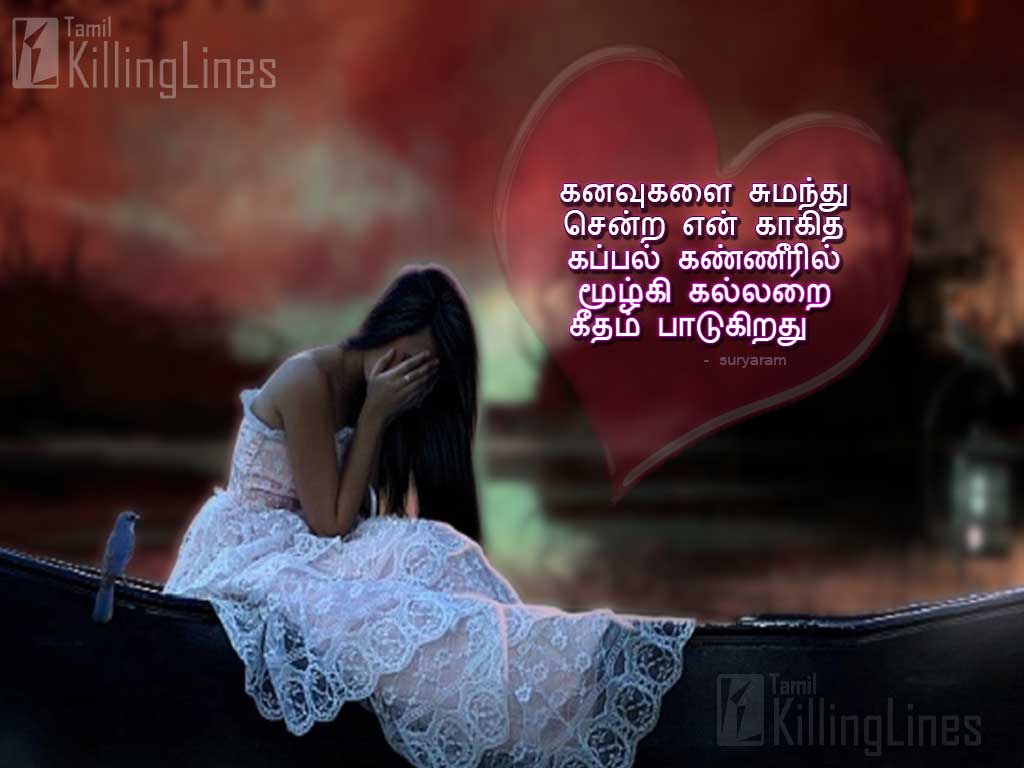 Tamil
KillingLines
கனவுகளை சுமந்து
சென்ற என் காகித
கப்பல் கண்ணீரில்
மூழ்கி கல்லறை
கீதம் பாடுகிறது
- suryaram
Tamil
KillingLines